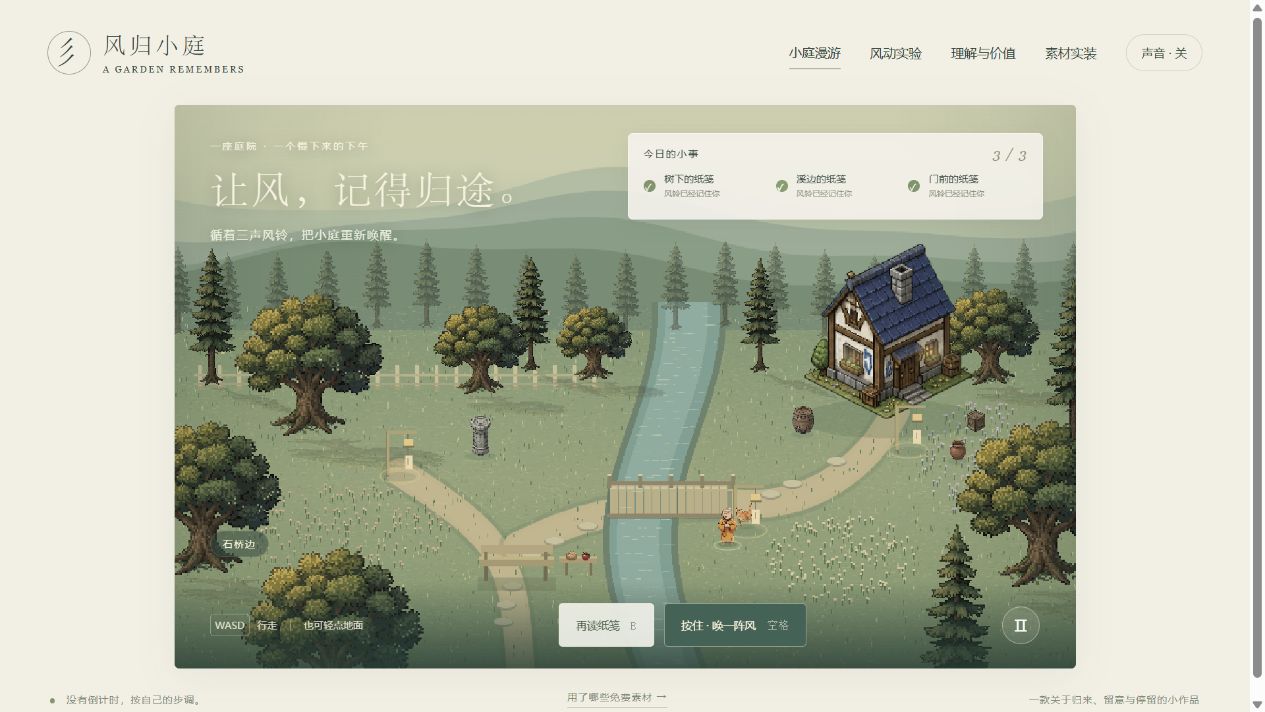 风归小庭
A GARDEN REMEMBERS
小庭漫游
风动实验
理解与价值
素材实装
声音 · 关
一座庭院 · 一个慢下来的下午
让风，记得归途。
循着三声风铃，把小庭重新唤醒。
今日的小事
3 / 3
树下的纸笺
风铃已经记住你
溪边的纸笺
风铃已经记住你
门前的纸笺
风铃已经记住你
石桥边
WASD 行走 | 也可轻点地面
再读纸笺 B
按住 · 唤一阵风 空格
没有倒计时，按自己的步调。
用了哪些免费素材 →
一款关于归来、留意与停留的小作品